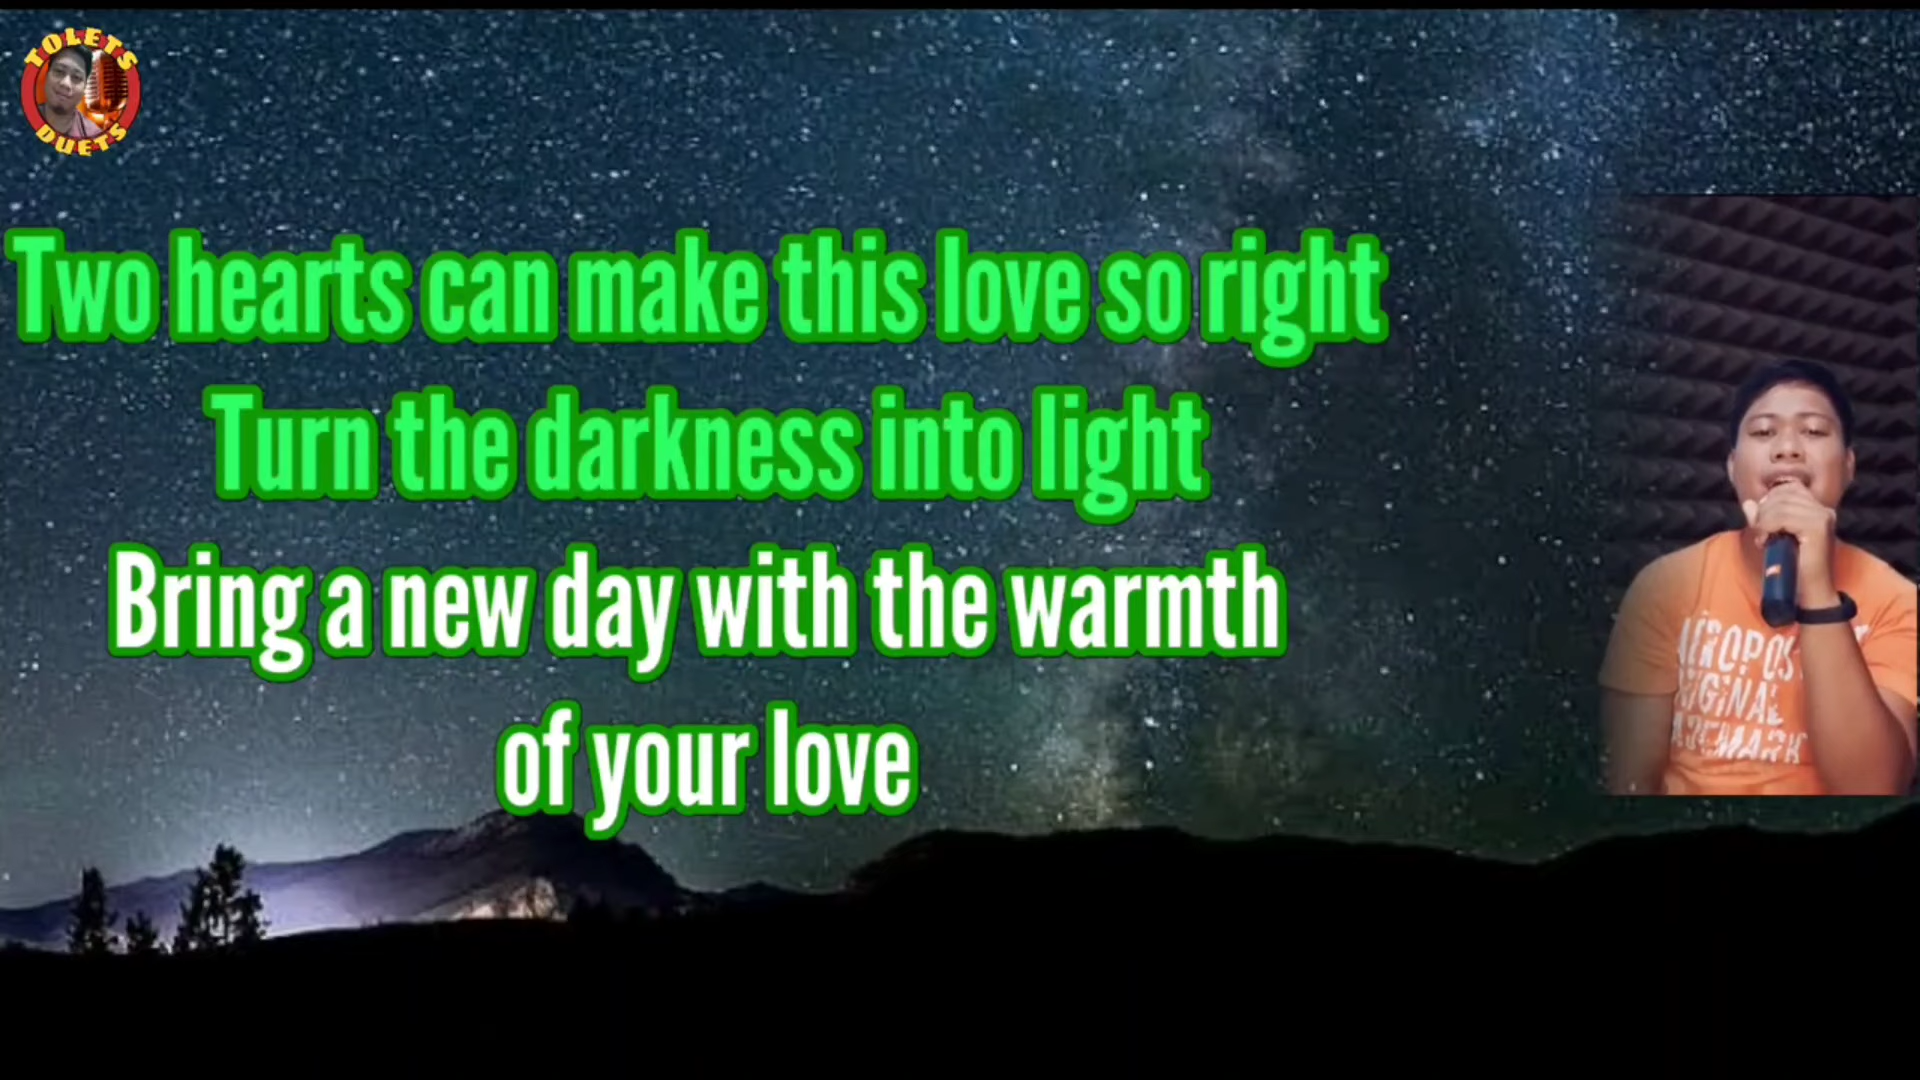 TOLETS
DUETS
Two hearts can make this love so right
Turn the darkness into light
Bring a new day with the warmth
of your love